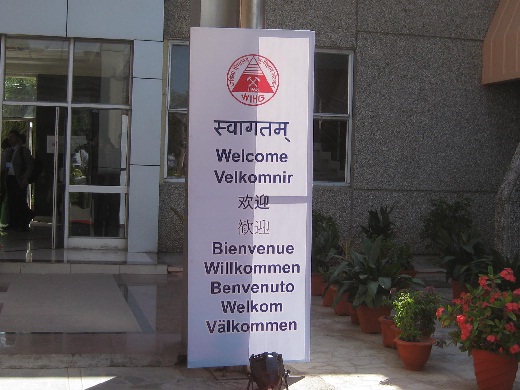 WIHG
स्वागतम्
Welcome
Velkomnir
欢迎
歓迎
Bienvenue
Willkommen
Benvenuto
Welkom
Välkommen